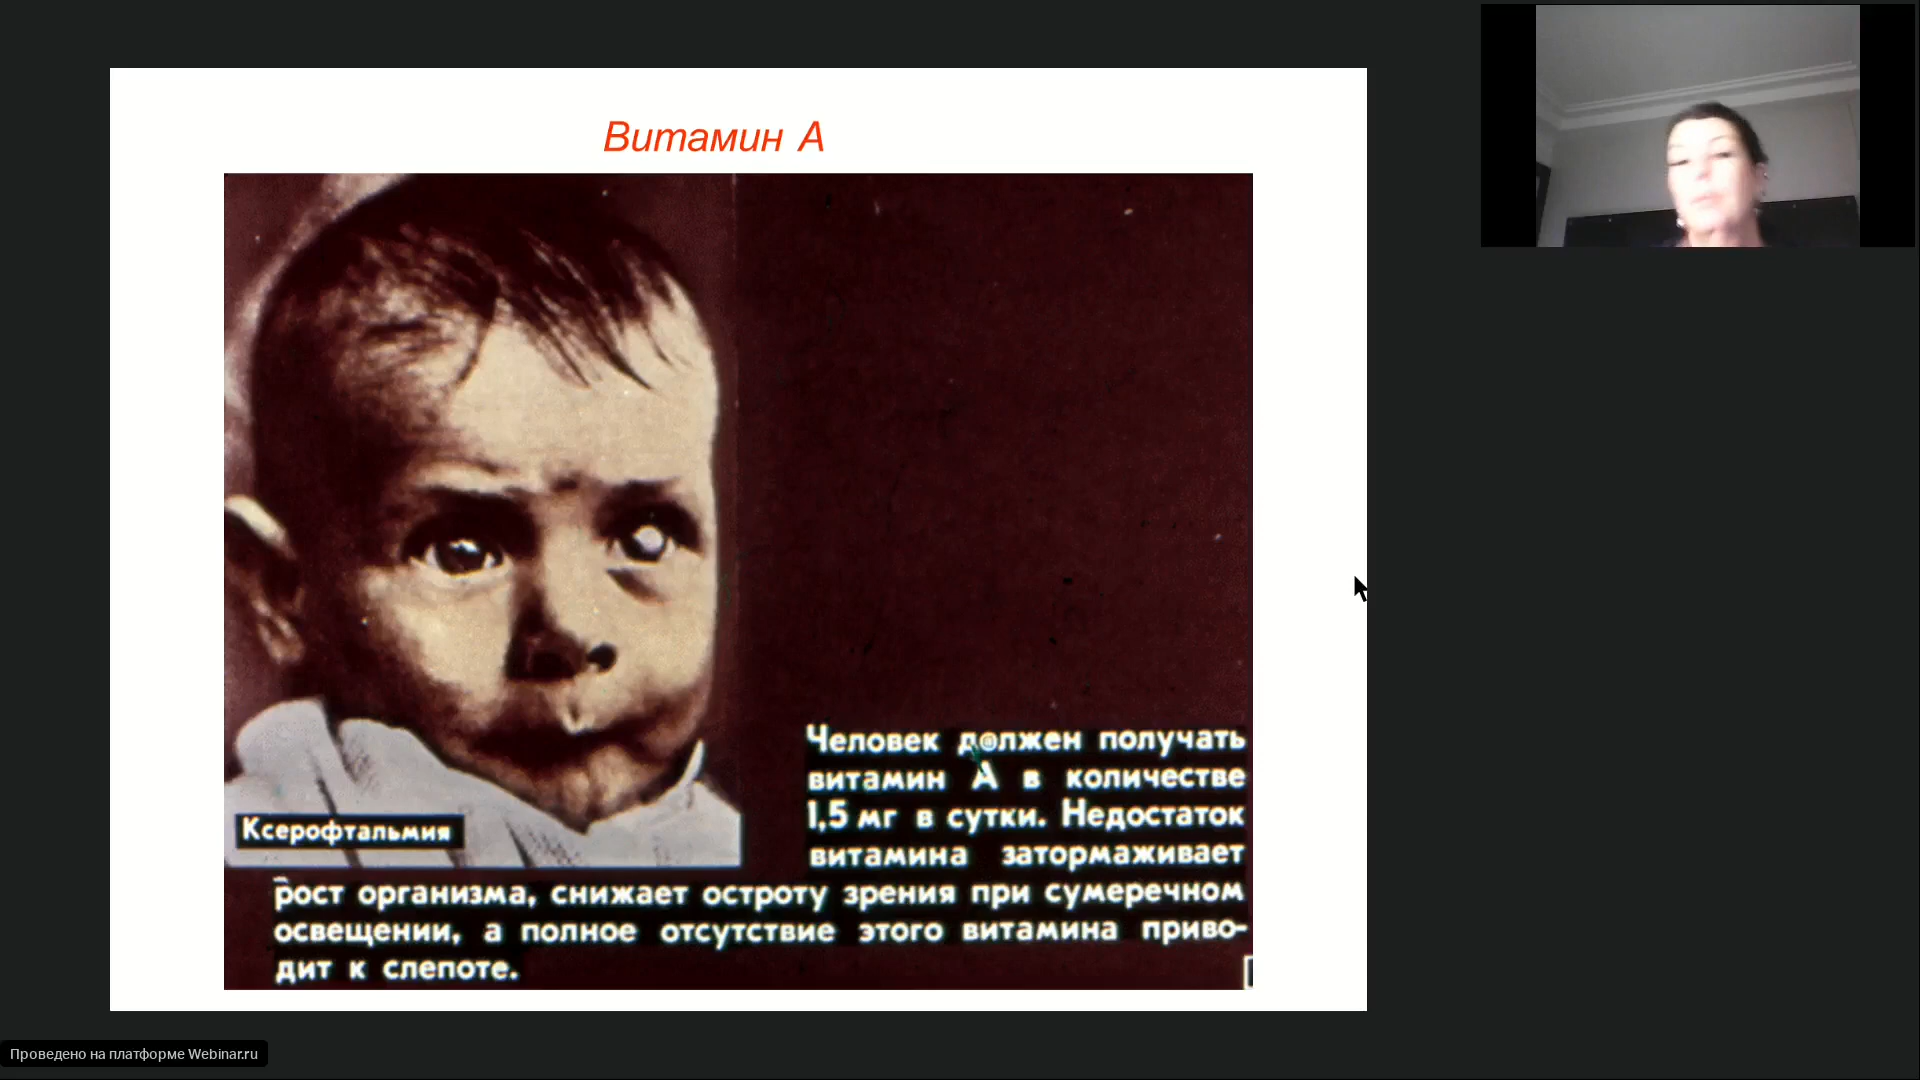 Витамин А
Ксерофтальмия
Человек должен получать
витамин А в количестве
1,5 мг в сутки. Недостаток
витамина затормаживает
рост организма, снижает остроту зрения при сумеречном
освещении, а полное отсутствие этого витамина приво-
дит к слепоте.
Проведено на платформе Webinar.ru